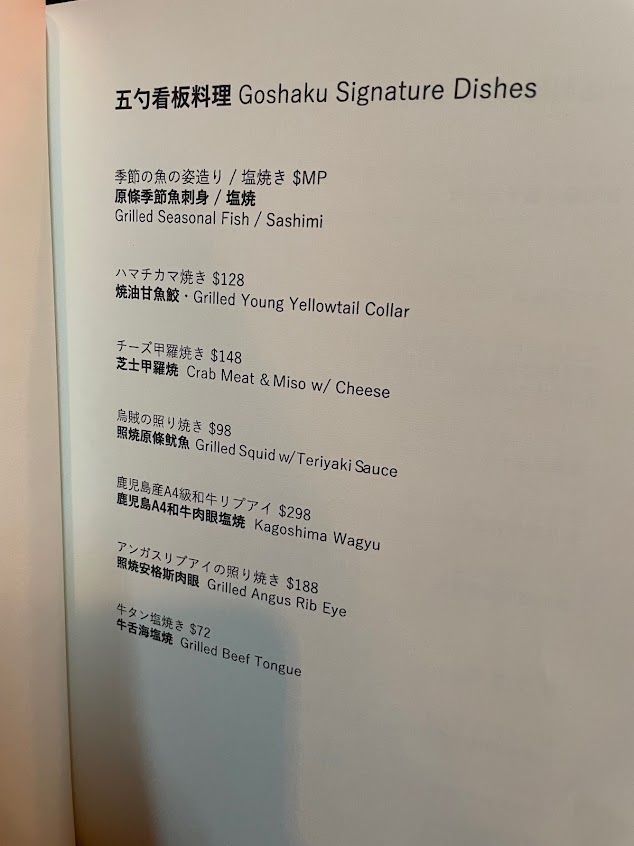 五勺看板料理 Goshaku Signature Dishes
季節の魚の姿造り / 塩焼き $MP
原條季節魚刺身 / 塩焼
Grilled Seasonal Fish / Sashimi
ハマチカマ焼き $128
焼油甘魚鮫・Grilled Young Yellowtail Collar
チーズ甲羅焼き $148
芝士甲羅焼 Crab Meat & Miso w/ Cheese
烏賊の照り焼き $98
照焼原條魷魚 Grilled Squid w/Teriyaki Sauce
鹿児島産A4級和牛リブアイ $298
鹿児島A4和牛肉眼塩焼 Kagoshima Wagyu
アンガスリブアイの照り焼き $188
照焼安格斯肉眼 Grilled Angus Rib Eye
牛タン塩焼き $72
牛舌海塩焼 Grilled Beef Tongue